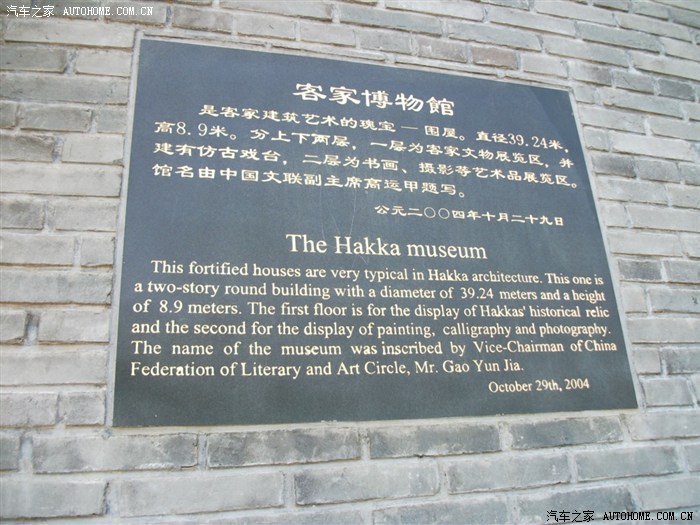 汽车之家 WWW.AUTOHOME.COM.CN
客家博物館
是客家建筑艺术的瑰宝 — 围屋。直径39.24米,
高8.9米。分上下两层,一层为客家文物展览区,并
建有仿古戏台,二层为书画、摄影等艺术品展览区。
馆名由中国文联副主席高运甲题写。
公元二〇〇四年十月二十九日
The Hakka museum
This fortified houses are very typical in Hakka architecture. This one is
a two-story round building with a diameter of 39.24 meters and a height
of 8.9 meters. The first floor is for the display of Hakkas' historical relic
and the second for the display of painting, calligraphy and photography.
The name of the museum was inscribed by Vice-Chairman of China
Federation of Literary and Art Circle, Mr. Gao Yun Jia.
October 29th, 2004
汽车之家 WWW.AUTOHOME.COM.CN